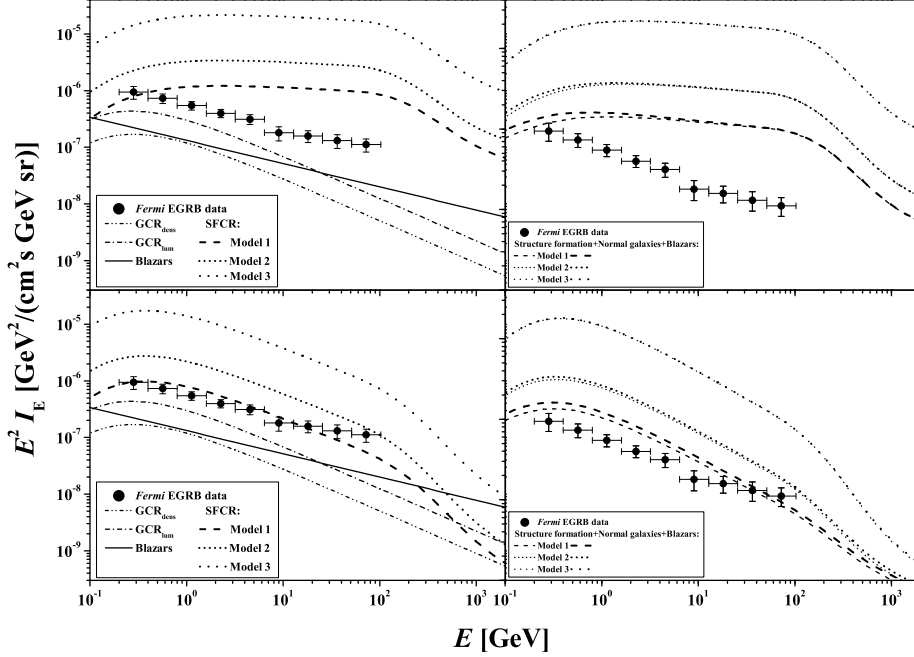 E² I_E [GeV²/(cm²s GeV sr)]
10⁻⁵
10⁻⁶
10⁻⁷
10⁻⁸
10⁻⁹
Fermi EGRB data
GCR_dens SFCR:
GCR_lum Model 1
Blazars Model 2
Model 3
Fermi EGRB data
Structure formation+Normal galaxies+Blazars:
Model 1
Model 2
Model 3
10⁻⁵
10⁻⁶
10⁻⁷
10⁻⁸
10⁻⁹
Fermi EGRB data
GCR_dens SFCR:
GCR_lum Model 1
Blazars Model 2
Model 3
Fermi EGRB data
Structure formation+Normal galaxies+Blazars:
Model 1
Model 2
Model 3
10⁻¹ 10⁰ 10¹ 10² 10³ 10⁻¹ 10⁰ 10¹ 10² 10³
E [GeV]